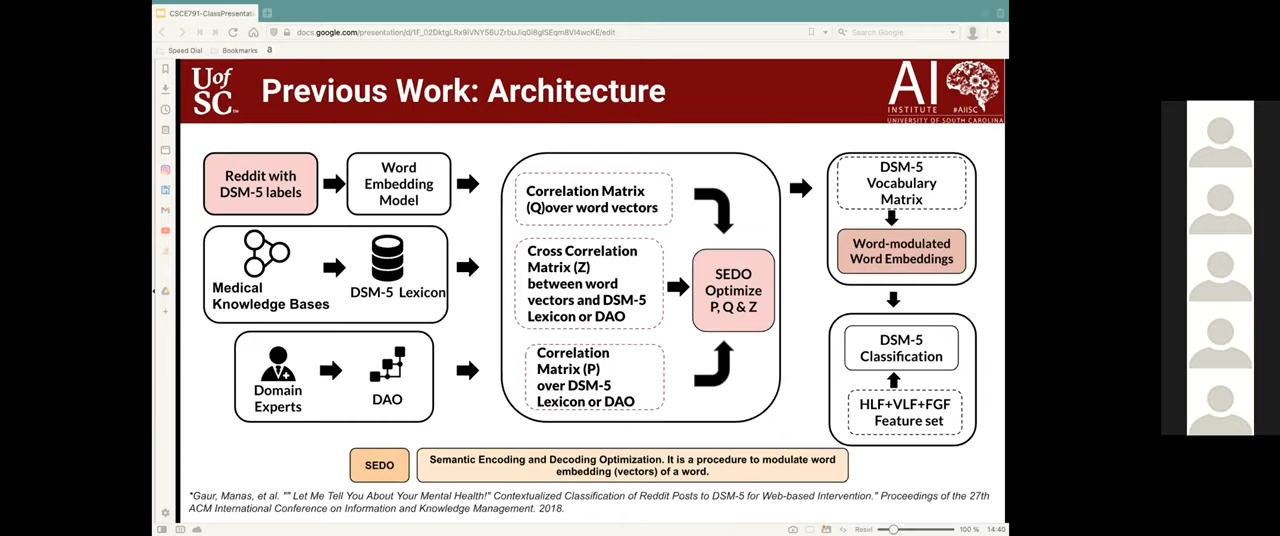 CSCE791-ClassPresentat
docs.google.com/presentation/d/1F_02DktgLRx9iVNY56UZrbuJiq0i8glSEqm8Vl4wcKE/edit
Search Google
Speed Dial
Bookmarks
a
UofSC
Previous Work: Architecture
AI
INSTITUTE
#AIISC
UNIVERSITY OF SOUTH CAROLINA
Reddit with
DSM-5 labels
Word
Embedding
Model
Medical
Knowledge Bases
DSM-5 Lexicon
Domain
Experts
DAO
Correlation Matrix
(Q)over word vectors
Cross Correlation
Matrix (Z)
between word
vectors and DSM-5
Lexicon or DAO
Correlation
Matrix (P)
over DSM-5
Lexicon or DAO
SEDO
Optimize
P, Q & Z
DSM-5
Vocabulary
Matrix
Word-modulated
Word Embeddings
DSM-5
Classification
HLF+VLF+FGF
Feature set
SEDO
Semantic Encoding and Decoding Optimization. It is a procedure to modulate word
embedding (vectors) of a word.
*Gaur, Manas, et al. "" Let Me Tell You About Your Mental Health!" Contextualized Classification of Reddit Posts to DSM-5 for Web-based Intervention." Proceedings of the 27th
ACM International Conference on Information and Knowledge Management. 2018.
Reset
100 %
14:40